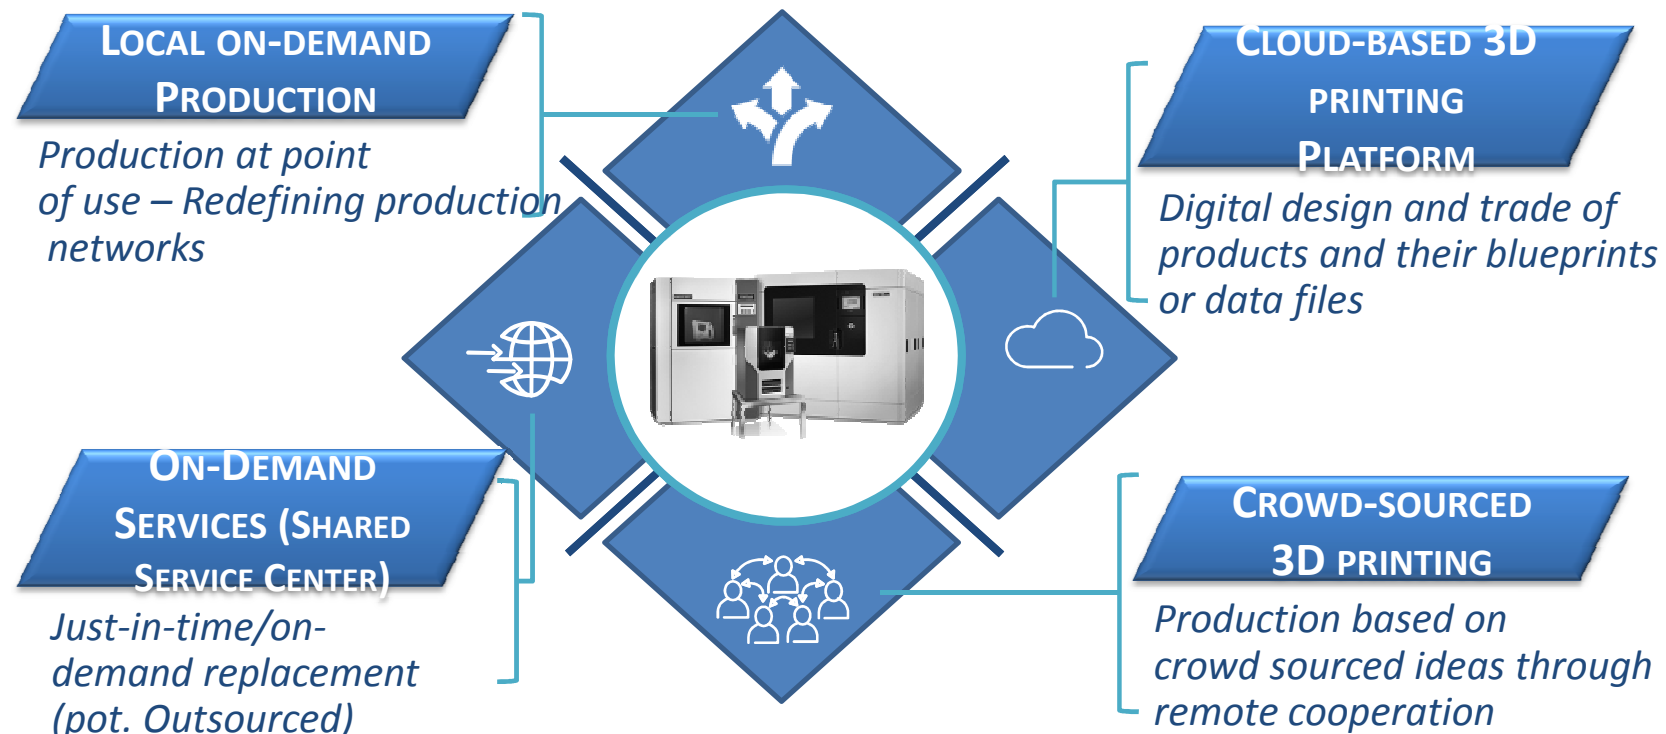 LOCAL ON-DEMAND
PRODUCTION
Production at point
of use – Redefining production
networks
CLOUD-BASED 3D
PRINTING
PLATFORM
Digital design and trade of
products and their blueprints
or data files
ON-DEMAND
SERVICES (SHARED
SERVICE CENTER)
Just-in-time/on-
demand replacement
(pot. Outsourced)
CROWD-SOURCED
3D PRINTING
Production based on
crowd sourced ideas through
remote cooperation